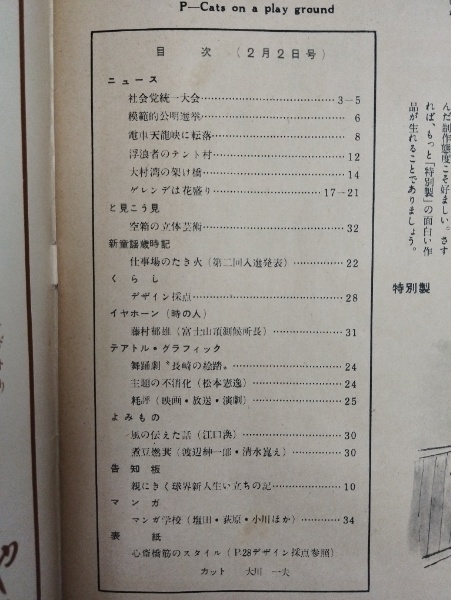 P—Cats on a play ground
目次（2月2日号）
ニュース
社会党統一大会…………3—5
模範的公明選挙…………6
電車天龍峡に転落…………8
浮浪者のテント村…………12
大村湾の架け橋…………14
ゲレンデは花盛り…………17—21
と見こう見
空箱の立体芸術…………32
新童謡歳時記
仕事場のたき火（第二回入選発表）…………22
くらし
デザイン採点…………28
イヤホーン（時の人）
藤村郁雄（富士山頂測候所長）…………31
テアトル・グラフィック
舞踊劇〝長崎の絵踏〟…………24
主題の不消化（松本憲逸）…………24
耗評（映画・放送・演劇）…………25
よみもの
風の伝えた話（江口渙）…………30
煮豆撚箕（渡辺紳一郎・清水崑え）…………30
告知板
親にきく球界新人生い立ちの記…………10
マンガ
マンガ学校（塩田・荻原・小川ほか）…………34
表紙
心斎橋筋のスタイル（P.28デザイン採点参照）
カット 大川一夫
んだ制作態度こそ好ましい。さす
れば、もっと「特別製」の面白い作
品が生れることでありましょう。
特別製